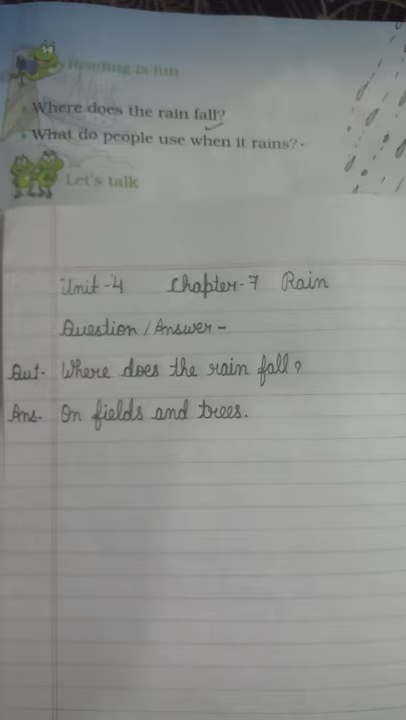 Reading is fun
Where does the rain fall?
What do people use when it rains?
Let's talk
Unit-4 Chapter-7 Rain
Question/Answer-
Qu1- Where does the rain fall?
Ans- On fields and trees.